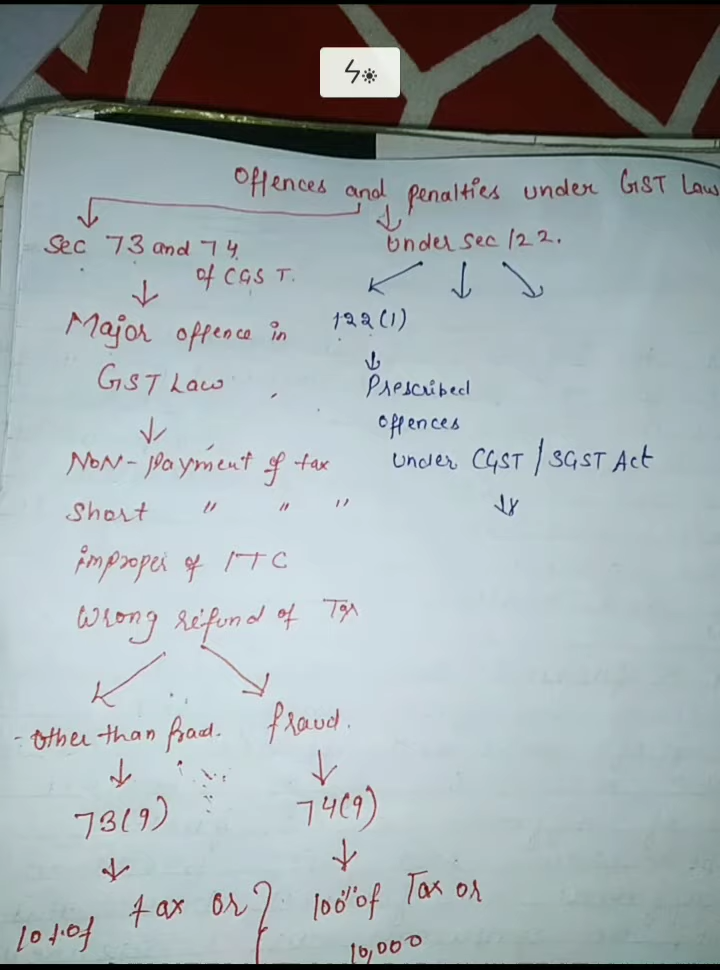 Offences and penalties under GST Law
Sec 73 and 74
of CGST.
Major offence in
GST Law
Non-payment of tax
Short " " "
improper of ITC
Wrong refund of Tax
Other than frad.
fraud.
73(9)
74(9)
10% of tax or
100% of Tax or
10,000
Under Sec 122.
122(1)
Prescribed
offences
under CGST / SGST Act